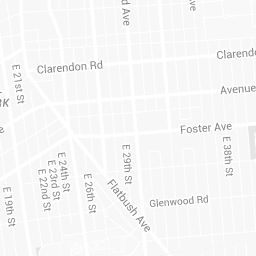 d Ave
Clarendon
Clarendon Rd
E 21st St
Avenue
Foster Ave
E 38th St
E 29th St
E 24th St
E 23rd St
E 22nd St
E 26th St
Flatbush Ave
E 19th St
Glenwood Rd